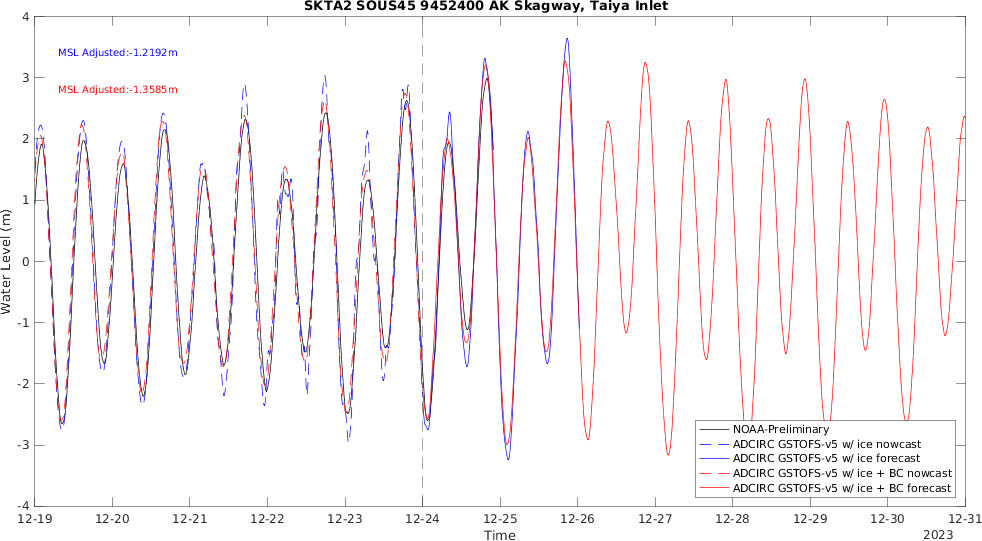 SKTA2 SOUS45 9452400 AK Skagway, Taiya Inlet
4
MSL Adjusted:-1.2192m
3
MSL Adjusted:-1.3585m
2
1
0
-1
-2
-3
-4
Water Level (m)
NOAA-Preliminary
ADCIRC GSTOFS-v5 w/ ice nowcast
ADCIRC GSTOFS-v5 w/ ice forecast
ADCIRC GSTOFS-v5 w/ ice + BC nowcast
ADCIRC GSTOFS-v5 w/ ice + BC forecast
12-19 12-20 12-21 12-22 12-23 12-24 12-25 12-26 12-27 12-28 12-29 12-30 12-31
Time
2023